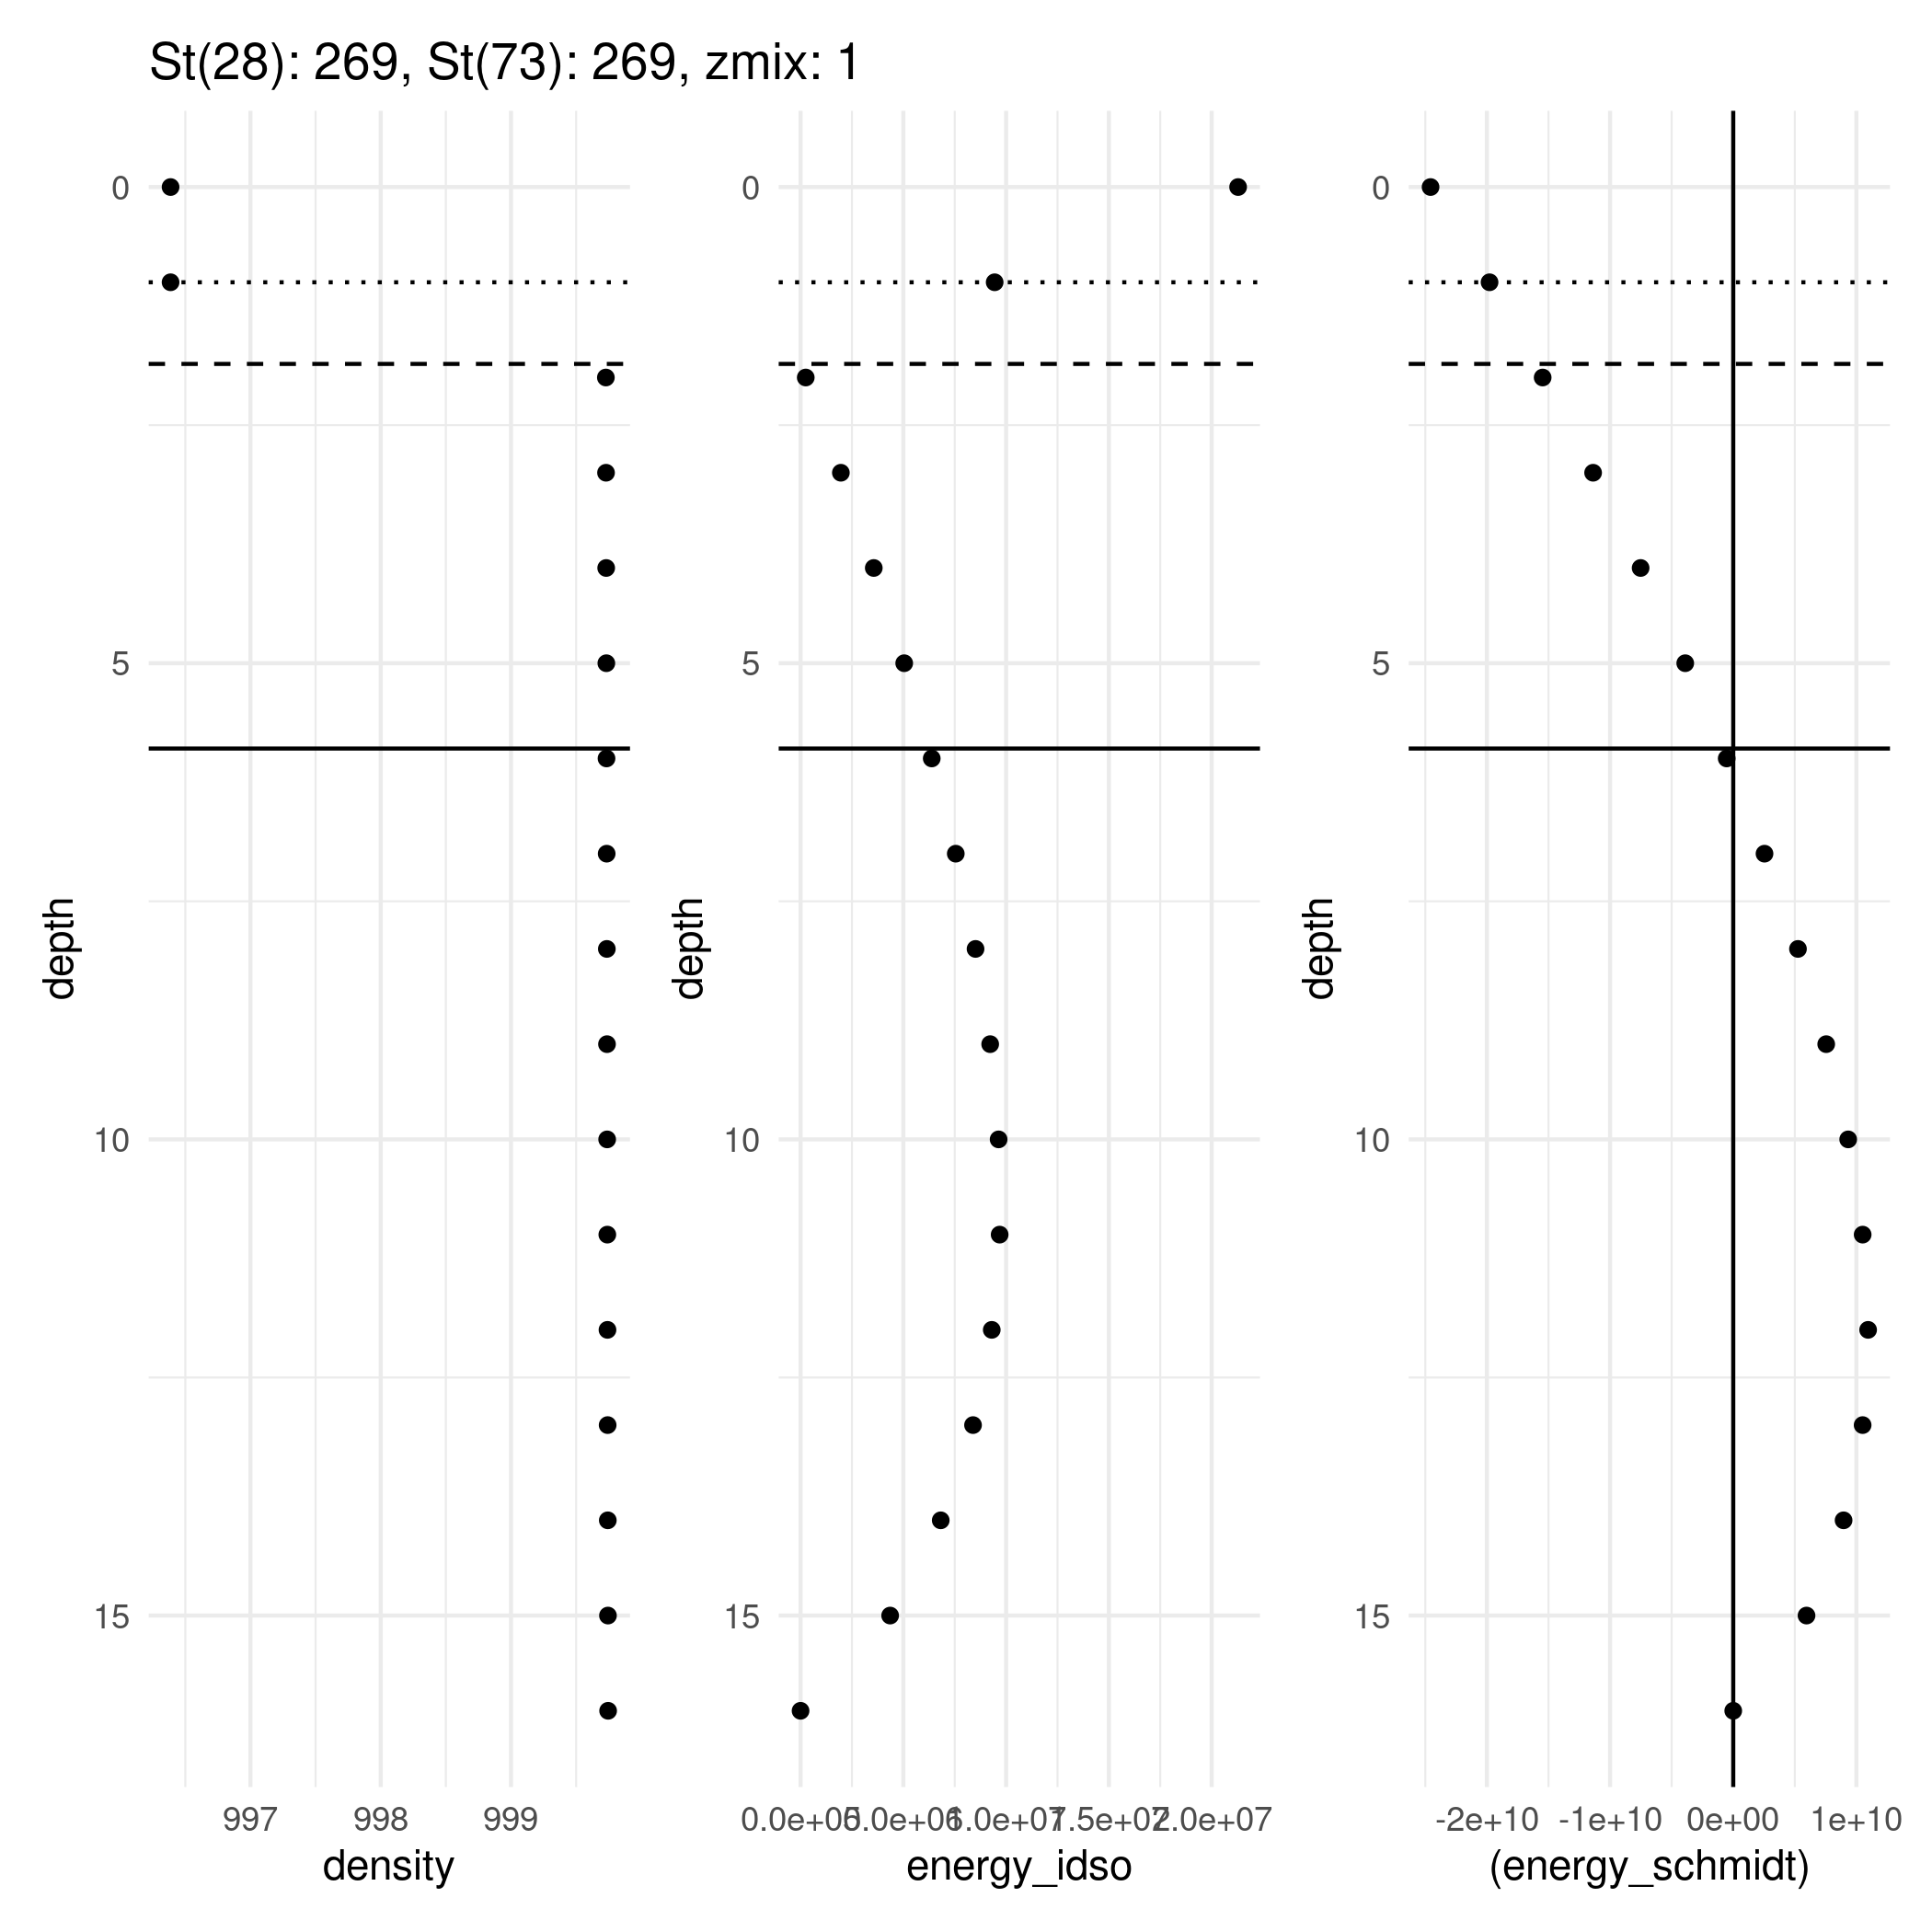 St(28): 269, St(73): 269, zmix: 1
0
5
10
15
depth
997 998 999
density
0
5
10
15
depth
0.0e+00 5.0e+06 1.0e+07 1.5e+07 2.0e+07
energy_idso
0
5
10
15
depth
-2e+10 -1e+10 0e+00 1e+10
(energy_schmidt)